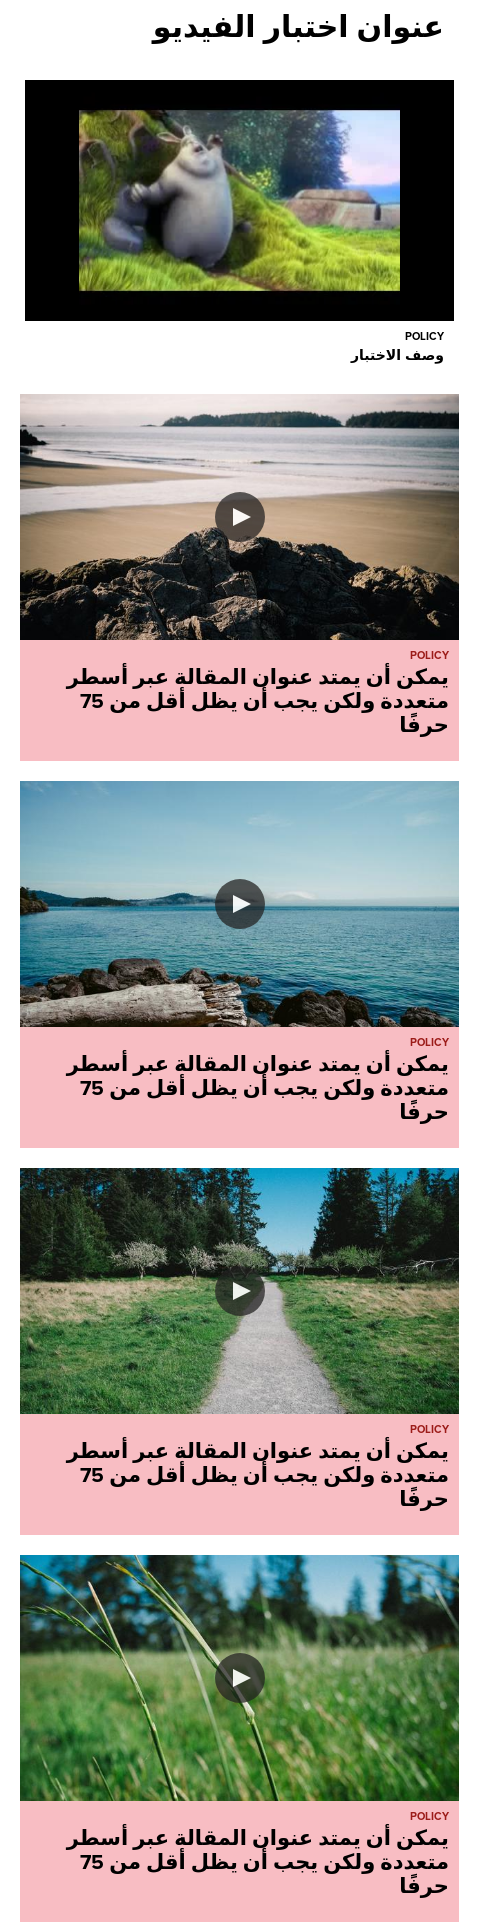 عنوان اختبار الفيديو
POLICY
وصف الاختبار
POLICY
يمكن أن يمتد عنوان المقالة عبر أسطر
متعددة ولكن يجب أن يظل أقل من 75
حرفًا
POLICY
يمكن أن يمتد عنوان المقالة عبر أسطر
متعددة ولكن يجب أن يظل أقل من 75
حرفًا
POLICY
يمكن أن يمتد عنوان المقالة عبر أسطر
متعددة ولكن يجب أن يظل أقل من 75
حرفًا
POLICY
يمكن أن يمتد عنوان المقالة عبر أسطر
متعددة ولكن يجب أن يظل أقل من 75
حرفًا